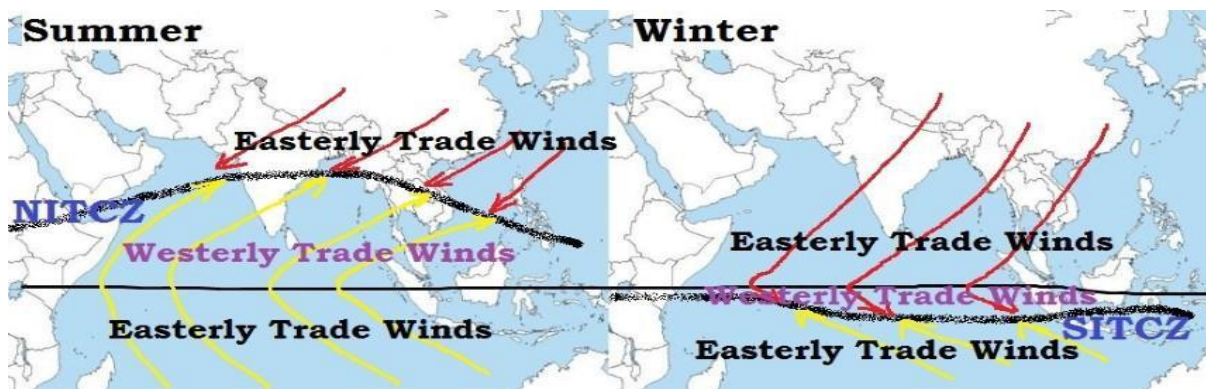 Summer
Easterly Trade Winds
NITCZ
Westerly Trade Winds
Easterly Trade Winds
Winter
Easterly Trade Winds
Westerly Trade Winds
SITCZ
Easterly Trade Winds